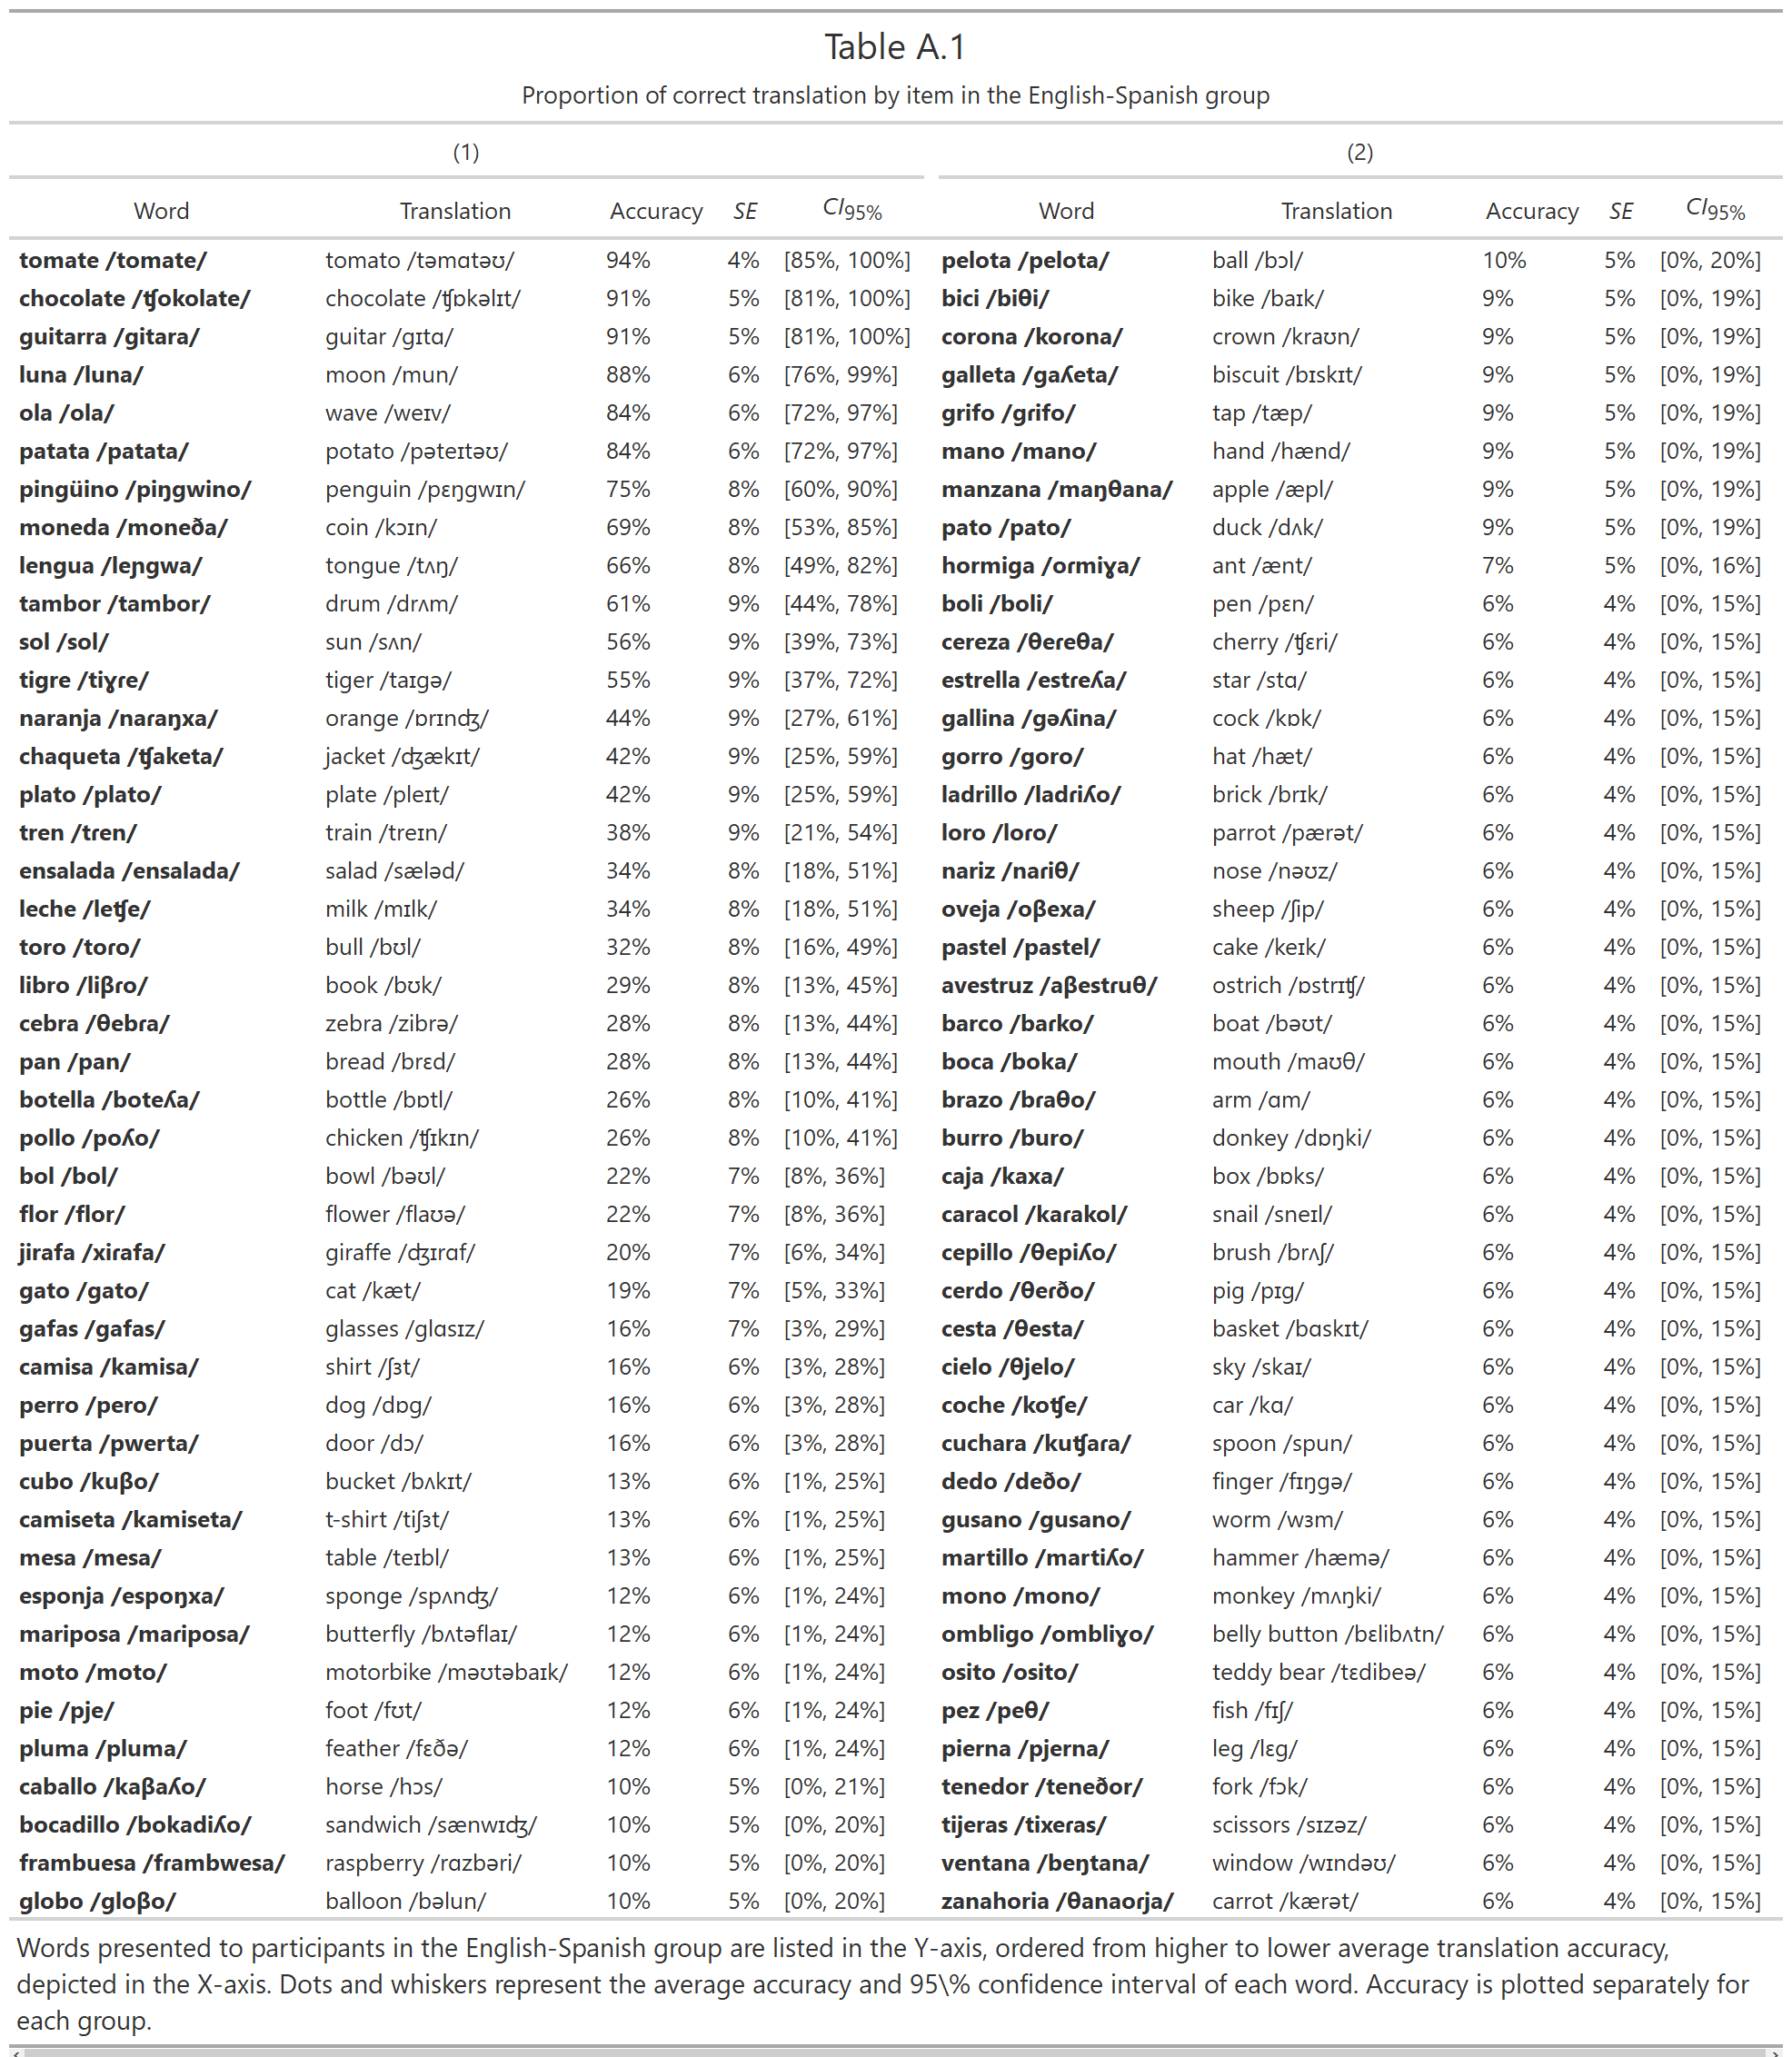 Table A.1
Proportion of correct translation by item in the English-Spanish group
(1) (2)
Word Translation Accuracy SE CI95% Word Translation Accuracy SE CI95%
tomate /tomate/ tomato /təmɑtəʊ/ 94% 4% [85%, 100%] pelota /pelota/ ball /bɔl/ 10% 5% [0%, 20%]
chocolate /ʧokolate/ chocolate /ʧɒkəlɪt/ 91% 5% [81%, 100%] bici /biθi/ bike /baɪk/ 9% 5% [0%, 19%]
guitarra /gitara/ guitar /gɪtɑ/ 91% 5% [81%, 100%] corona /koɾona/ crown /kraʊn/ 9% 5% [0%, 19%]
luna /luna/ moon /mun/ 88% 6% [76%, 99%] galleta /gaʎeta/ biscuit /bɪskɪt/ 9% 5% [0%, 19%]
ola /ola/ wave /weɪv/ 84% 6% [72%, 97%] grifo /gɾifo/ tap /tæp/ 9% 5% [0%, 19%]
patata /patata/ potato /pəteɪtəʊ/ 84% 6% [72%, 97%] mano /mano/ hand /hænd/ 9% 5% [0%, 19%]
pingüino /piŋgwino/ penguin /pɛŋgwɪn/ 75% 8% [60%, 90%] manzana /maŋθana/ apple /æpl/ 9% 5% [0%, 19%]
moneda /moneða/ coin /kɔɪn/ 69% 8% [53%, 85%] pato /pato/ duck /dʌk/ 9% 5% [0%, 19%]
lengua /leɲgwa/ tongue /tʌŋ/ 66% 8% [49%, 82%] hormiga /oɾmiɣa/ ant /ænt/ 7% 5% [0%, 16%]
tambor /tambor/ drum /drʌm/ 61% 9% [44%, 78%] boli /boli/ pen /pɛn/ 6% 4% [0%, 15%]
sol /sol/ sun /sʌn/ 56% 9% [39%, 73%] cereza /θeɾeθa/ cherry /ʧɛri/ 6% 4% [0%, 15%]
tigre /tiɣɾe/ tiger /taɪgə/ 55% 9% [37%, 72%] estrella /estɾeʎa/ star /stɑ/ 6% 4% [0%, 15%]
naranja /naɾaŋxa/ orange /ɒrɪnʤ/ 44% 9% [27%, 61%] gallina /gəʎina/ cock /kɒk/ 6% 4% [0%, 15%]
chaqueta /ʧaketa/ jacket /ʤækɪt/ 42% 9% [25%, 59%] gorro /goro/ hat /hæt/ 6% 4% [0%, 15%]
plato /plato/ plate /pleɪt/ 42% 9% [25%, 59%] ladrillo /ladɾiʎo/ brick /brɪk/ 6% 4% [0%, 15%]
tren /tɾen/ train /treɪn/ 38% 9% [21%, 54%] loro /loɾo/ parrot /pærət/ 6% 4% [0%, 15%]
ensalada /ensalada/ salad /sæləd/ 34% 8% [18%, 51%] nariz /naɾiθ/ nose /nəʊz/ 6% 4% [0%, 15%]
leche /leʧe/ milk /mɪlk/ 34% 8% [18%, 51%] oveja /oβexa/ sheep /ʃip/ 6% 4% [0%, 15%]
toro /toɾo/ bull /bʊl/ 32% 8% [16%, 49%] pastel /pastel/ cake /keɪk/ 6% 4% [0%, 15%]
libro /liβɾo/ book /bʊk/ 29% 8% [13%, 45%] avestruz /aβestɾuθ/ ostrich /ɒstrɪʧ/ 6% 4% [0%, 15%]
cebra /θebɾa/ zebra /zibrə/ 28% 8% [13%, 44%] barco /baɾko/ boat /bəʊt/ 6% 4% [0%, 15%]
pan /pan/ bread /brɛd/ 28% 8% [13%, 44%] boca /boka/ mouth /maʊθ/ 6% 4% [0%, 15%]
botella /boteʎa/ bottle /bɒtl/ 26% 8% [10%, 41%] brazo /bɾaθo/ arm /ɑm/ 6% 4% [0%, 15%]
pollo /poʎo/ chicken /ʧɪkɪn/ 26% 8% [10%, 41%] burro /buro/ donkey /dɒŋki/ 6% 4% [0%, 15%]
bol /bol/ bowl /bəʊl/ 22% 7% [8%, 36%] caja /kaxa/ box /bɒks/ 6% 4% [0%, 15%]
flor /flor/ flower /flaʊə/ 22% 7% [8%, 36%] caracol /kaɾakol/ snail /sneɪl/ 6% 4% [0%, 15%]
jirafa /xiɾafa/ giraffe /ʤɪrɑf/ 20% 7% [6%, 34%] cepillo /θepiʎo/ brush /brʌʃ/ 6% 4% [0%, 15%]
gato /gato/ cat /kæt/ 19% 7% [5%, 33%] cerdo /θeɾðo/ pig /pɪg/ 6% 4% [0%, 15%]
gafas /gafas/ glasses /glɑsɪz/ 16% 7% [3%, 29%] cesta /θesta/ basket /bɑskɪt/ 6% 4% [0%, 15%]
camisa /kamisa/ shirt /ʃɜt/ 16% 6% [3%, 28%] cielo /θjelo/ sky /skaɪ/ 6% 4% [0%, 15%]
perro /pero/ dog /dɒg/ 16% 6% [3%, 28%] coche /koʧe/ car /kɑ/ 6% 4% [0%, 15%]
puerta /pwerta/ door /dɔ/ 16% 6% [3%, 28%] cuchara /kuʧaɾa/ spoon /spun/ 6% 4% [0%, 15%]
cubo /kuβo/ bucket /bʌkɪt/ 13% 6% [1%, 25%] dedo /deðo/ finger /fɪŋgə/ 6% 4% [0%, 15%]
camiseta /kamiseta/ t-shirt /tiʃɜt/ 13% 6% [1%, 25%] gusano /gusano/ worm /wɜm/ 6% 4% [0%, 15%]
mesa /mesa/ table /teɪbl/ 13% 6% [1%, 25%] martillo /martiʎo/ hammer /hæmə/ 6% 4% [0%, 15%]
esponja /espoŋxa/ sponge /spʌnʤ/ 12% 6% [1%, 24%] mono /mono/ monkey /mʌŋki/ 6% 4% [0%, 15%]
mariposa /maɾiposa/ butterfly /bʌtəflaɪ/ 12% 6% [1%, 24%] ombligo /ombliɣo/ belly button /bɛlibʌtn/ 6% 4% [0%, 15%]
moto /moto/ motorbike /məʊtəbaɪk/ 12% 6% [1%, 24%] osito /osito/ teddy bear /tɛdibeə/ 6% 4% [0%, 15%]
pie /pje/ foot /fʊt/ 12% 6% [1%, 24%] pez /peθ/ fish /fɪʃ/ 6% 4% [0%, 15%]
pluma /pluma/ feather /fɛðə/ 12% 6% [1%, 24%] pierna /pjerna/ leg /lɛg/ 6% 4% [0%, 15%]
caballo /kaβaʎo/ horse /hɔs/ 10% 5% [0%, 21%] tenedor /teneðor/ fork /fɔk/ 6% 4% [0%, 15%]
bocadillo /bokadiʎo/ sandwich /sænwɪʤ/ 10% 5% [0%, 20%] tijeras /tixeɾas/ scissors /sɪzəz/ 6% 4% [0%, 15%]
frambuesa /frambwesa/ raspberry /rɑzbəri/ 10% 5% [0%, 20%] ventana /beŋtana/ window /wɪndəʊ/ 6% 4% [0%, 15%]
globo /gloβo/ balloon /bəlun/ 10% 5% [0%, 20%] zanahoria /θanaoɾja/ carrot /kærət/ 6% 4% [0%, 15%]
Words presented to participants in the English-Spanish group are listed in the Y-axis, ordered from higher to lower average translation accuracy,
depicted in the X-axis. Dots and whiskers represent the average accuracy and 95\% confidence interval of each word. Accuracy is plotted separately for
each group.